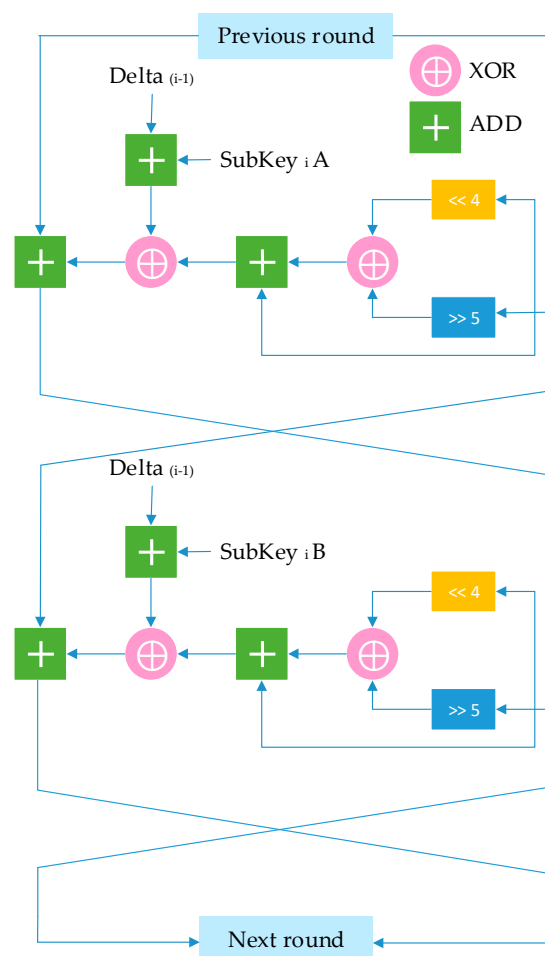 Previous round
Delta (i-1)
XOR
ADD
SubKey i A
<< 4
>> 5
Delta (i-1)
SubKey i B
<< 4
>> 5
Next round